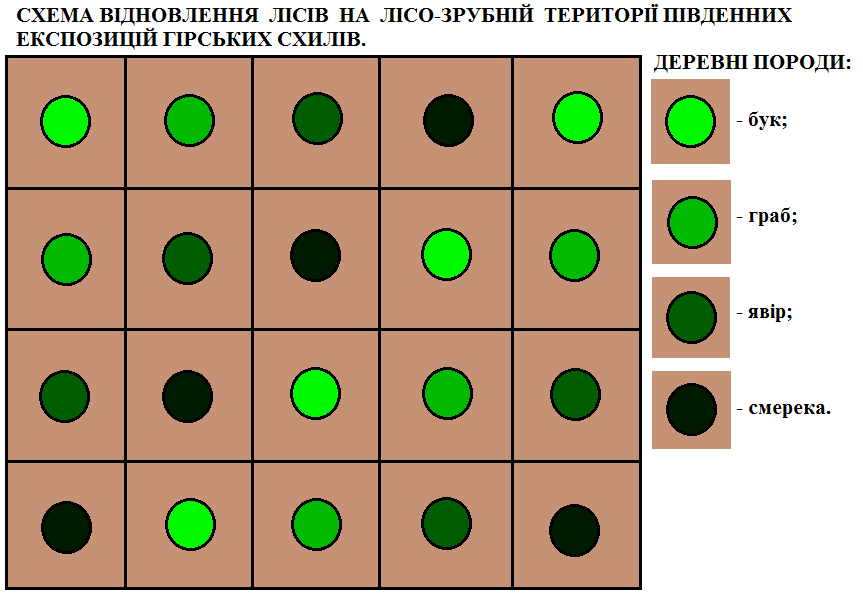 СХЕМА ВІДНОВЛЕННЯ ЛІСІВ НА ЛІСО-ЗРУБНІЙ ТЕРИТОРІЇ ПІВДЕННИХ
ЕКСПОЗИЦІЙ ГІРСЬКИХ СХИЛІВ.
ДЕРЕВНІ ПОРОДИ:
- бук;
- граб;
- явір;
- смерека.